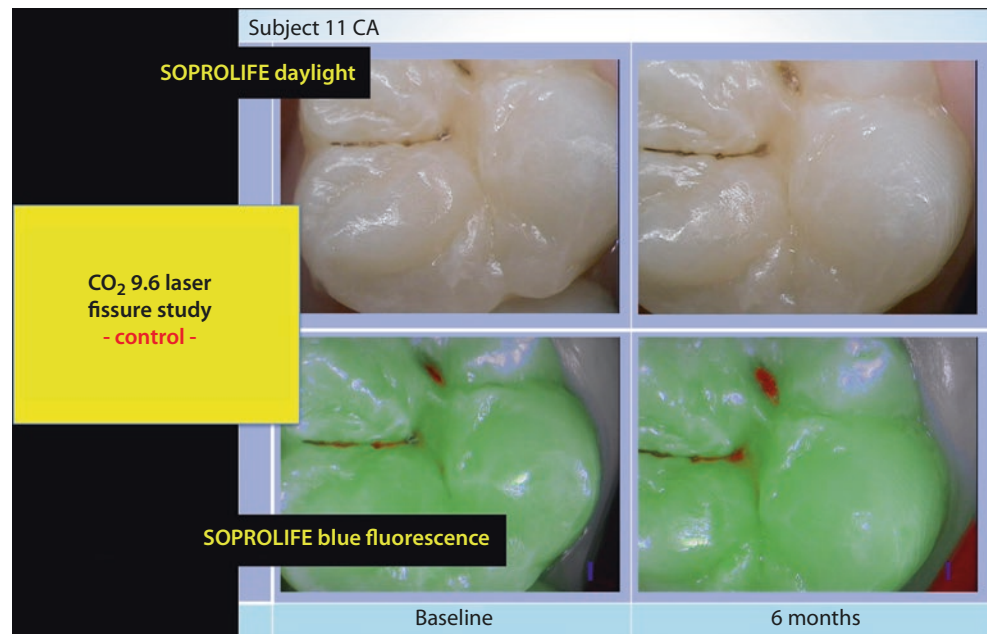 Subject 11 CA
SOPROLIFE daylight
CO₂ 9.6 laser
fissure study
- control -
SOPROLIFE blue fluorescence
Baseline
6 months